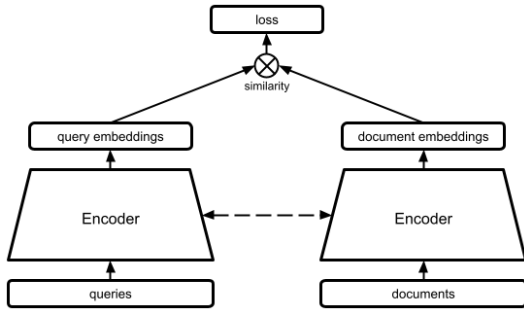 loss
similarity
query embeddings
document embeddings
Encoder
Encoder
queries
documents